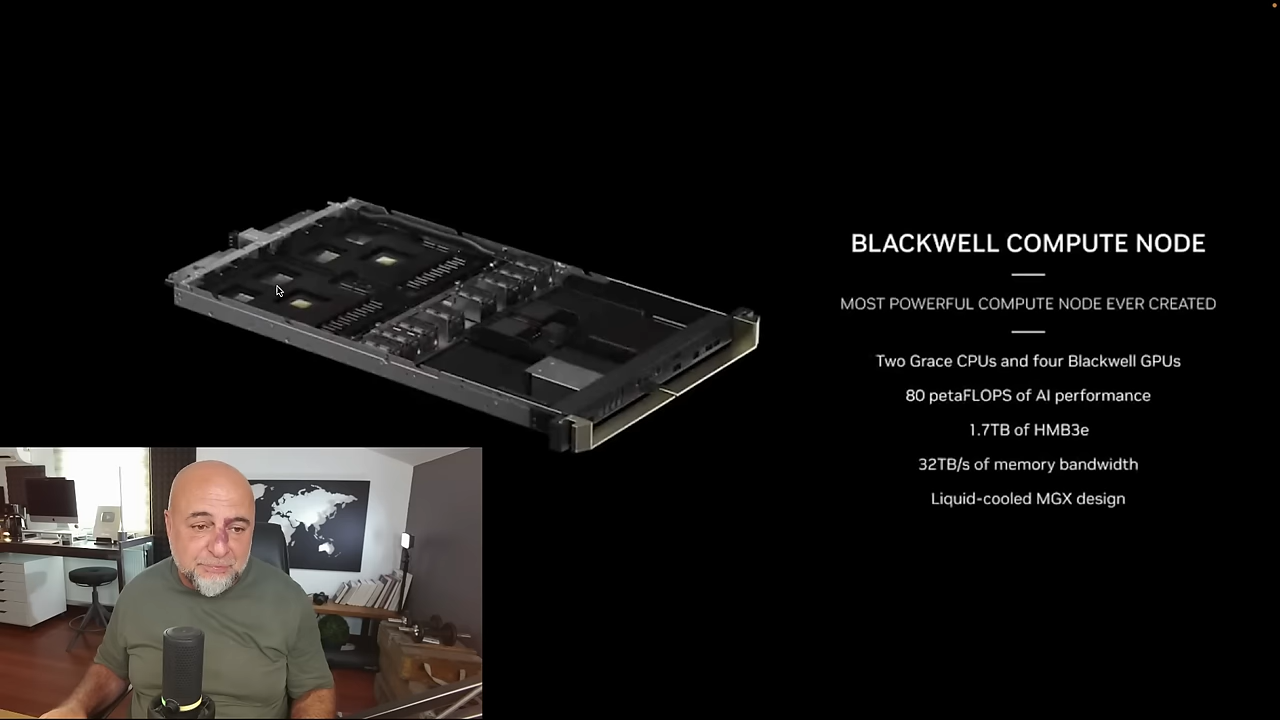 BLACKWELL COMPUTE NODE
MOST POWERFUL COMPUTE NODE EVER CREATED
Two Grace CPUs and four Blackwell GPUs
80 petaFLOPS of AI performance
1.7TB of HMB3e
32TB/s of memory bandwidth
Liquid-cooled MGX design